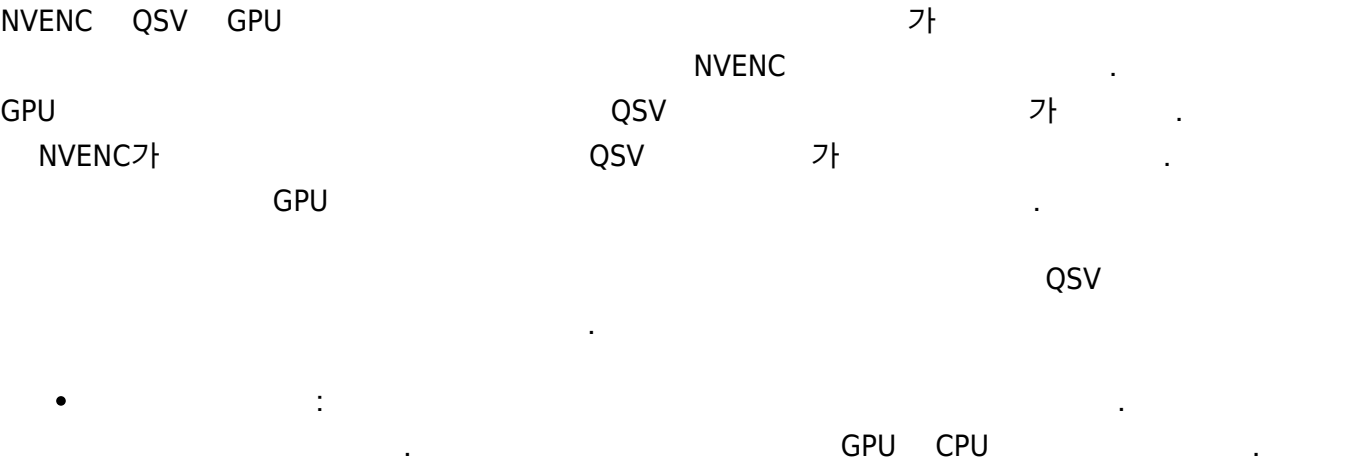 NVENC QSV GPU 가
NVENC .
GPU QSV 가 .
NVENC가 QSV 가 .
GPU .
QSV
.
• : .
. GPU CPU .